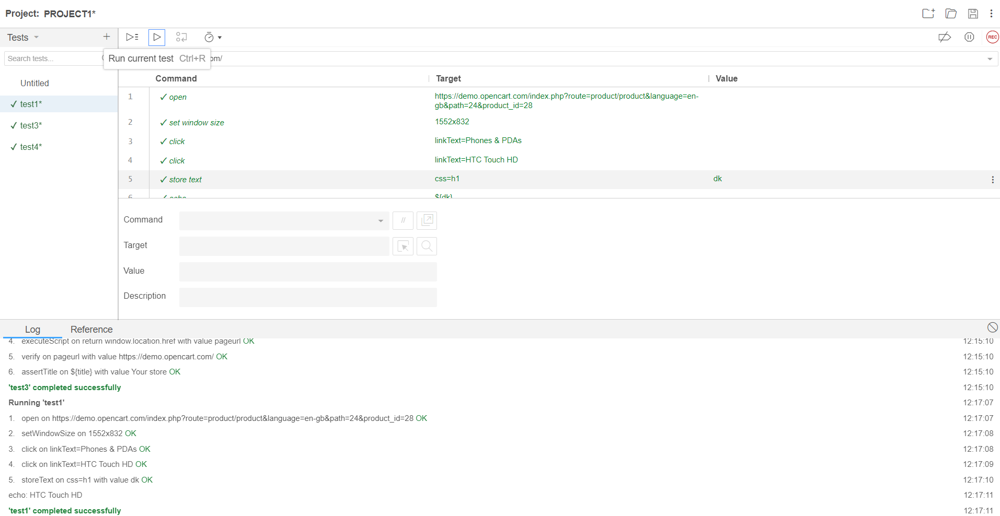 Project: PROJECT1*
Tests
REC
Search tests...
Run current test Ctrl+R
om/
Command Target Value
Untitled
test1*
test3*
test4*
1 ✓ open https://demo.opencart.com/index.php?route=product/product&language=en-
gb&path=24&product_id=28
2 ✓ set window size 1552x832
3 ✓ click linkText=Phones & PDAs
4 ✓ click linkText=HTC Touch HD
5 ✓ store text css=h1 dk
6 ✓ echo ${dk}
Command //
Target
Value
Description
Log Reference
4. executeScript on return window.location.href with value pageurl OK 12:15:10
5. verify on pageurl with value https://demo.opencart.com/ OK 12:15:10
6. assertTitle on ${title} with value Your store OK 12:15:10
'test3' completed successfully 12:15:10
Running 'test1' 12:17:07
1. open on https://demo.opencart.com/index.php?route=product/product&language=en-gb&path=24&product_id=28 OK 12:17:07
2. setWindowSize on 1552x832 OK 12:17:08
3. click on linkText=Phones & PDAs OK 12:17:08
4. click on linkText=HTC Touch HD OK 12:17:09
5. storeText on css=h1 with value dk OK 12:17:10
echo: HTC Touch HD 12:17:11
'test1' completed successfully 12:17:11